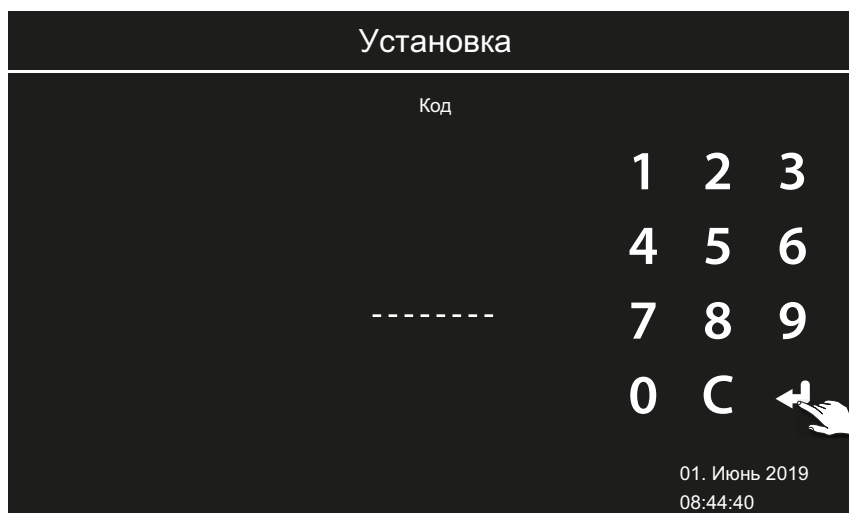 Установка
Код
1 2 3
4 5 6
--------
7 8 9
0 C
01. Июнь 2019
08:44:40